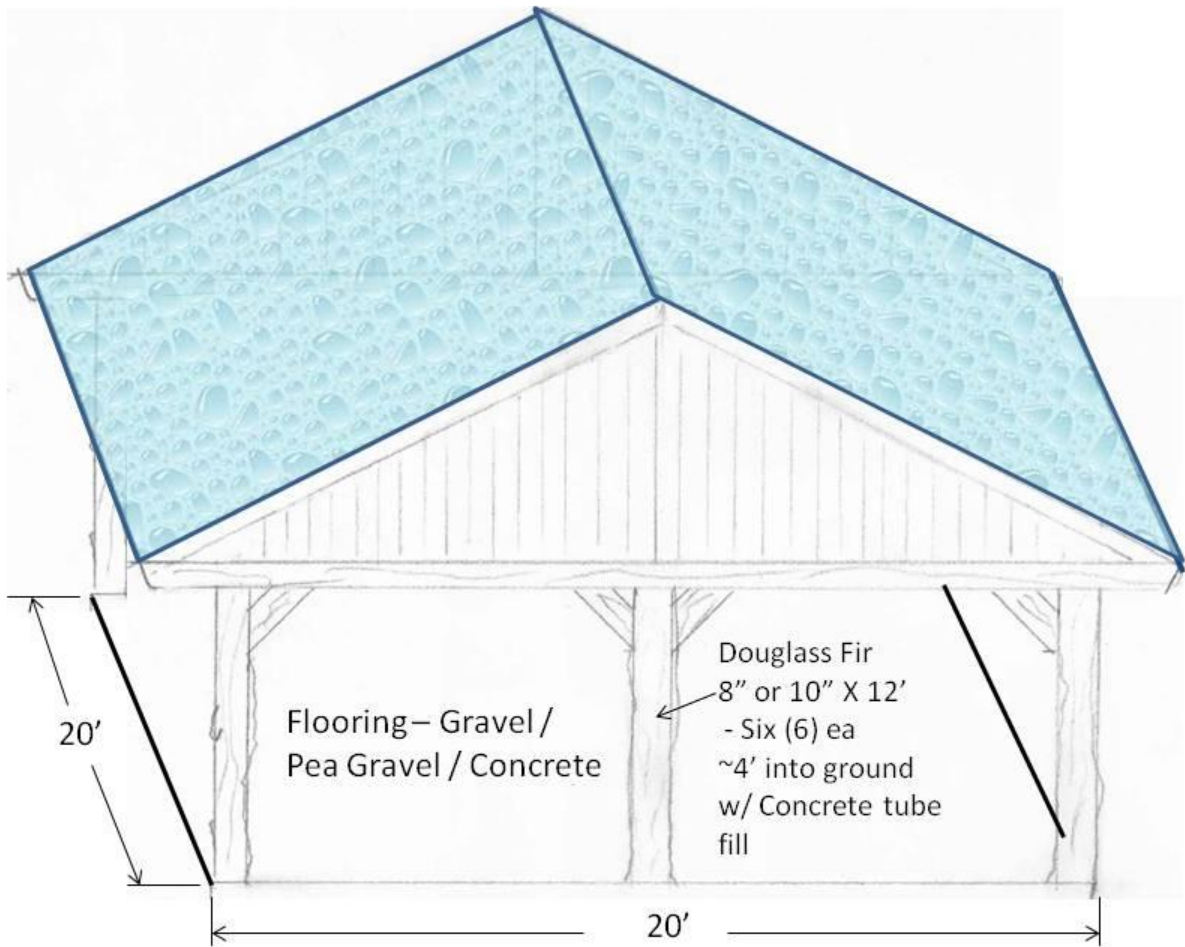 Douglass Fir
8” or 10” X 12’
- Six (6) ea
~4’ into ground
w/ Concrete tube
fill
Flooring – Gravel /
Pea Gravel / Concrete
20’
20’